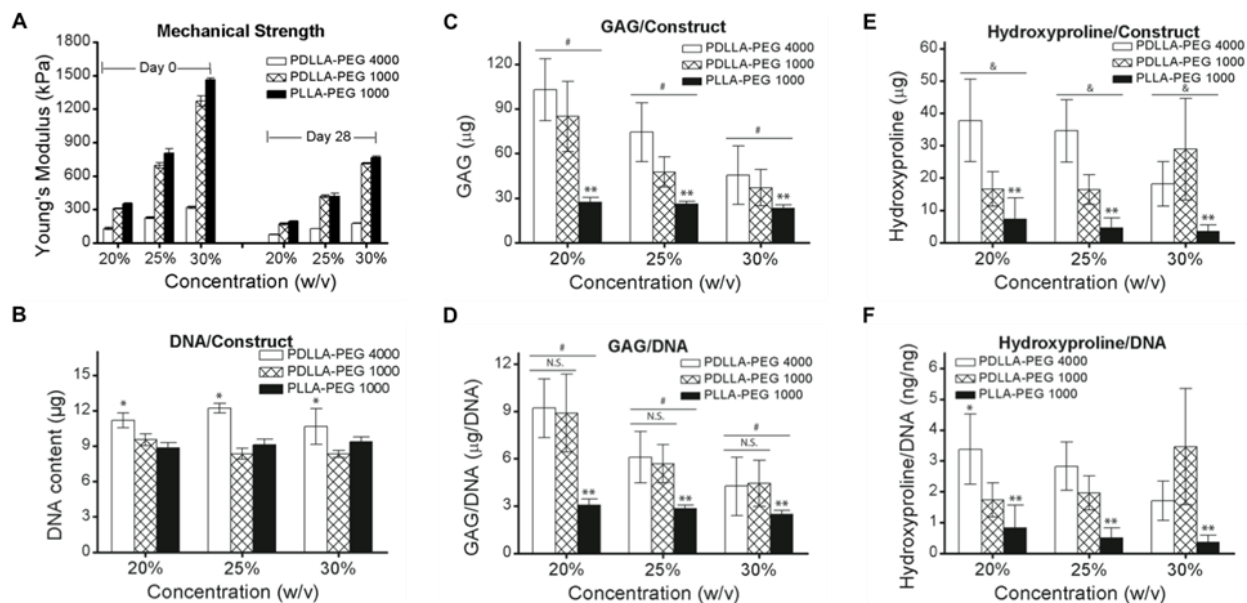 A
Mechanical Strength
Young's Modulus (kPa)
1800
1500
1200
900
600
300
0
Day 0
Day 28
PDLLA-PEG 4000
PDLLA-PEG 1000
PLLA-PEG 1000
20% 25% 30% 20% 25% 30%
Concentration (w/v)
B
DNA/Construct
DNA content (µg)
15
12
9
6
3
0
PDLLA-PEG 4000
PDLLA-PEG 1000
PLLA-PEG 1000
* * *
20% 25% 30%
Concentration (w/v)
C
GAG/Construct
GAG (µg)
150
120
90
60
30
0
PDLLA-PEG 4000
PDLLA-PEG 1000
PLLA-PEG 1000
# # #
** ** **
20% 25% 30%
Concentration (w/v)
D
GAG/DNA
GAG/DNA (µg/DNA)
12
9
6
3
0
PDLLA-PEG 4000
PDLLA-PEG 1000
PLLA-PEG 1000
# # #
N.S. N.S. N.S.
** ** **
20% 25% 30%
Concentration (w/v)
E
Hydroxyproline/Construct
Hydroxyproline (µg)
60
50
40
30
20
10
0
PDLLA-PEG 4000
PDLLA-PEG 1000
PLLA-PEG 1000
& & &
** ** **
20% 25% 30%
Concentration (w/v)
F
Hydroxyproline/DNA
Hydroxyproline/DNA (ng/ng)
6
5
4
3
2
1
0
PDLLA-PEG 4000
PDLLA-PEG 1000
PLLA-PEG 1000
*
** ** **
20% 25% 30%
Concentration (w/v)